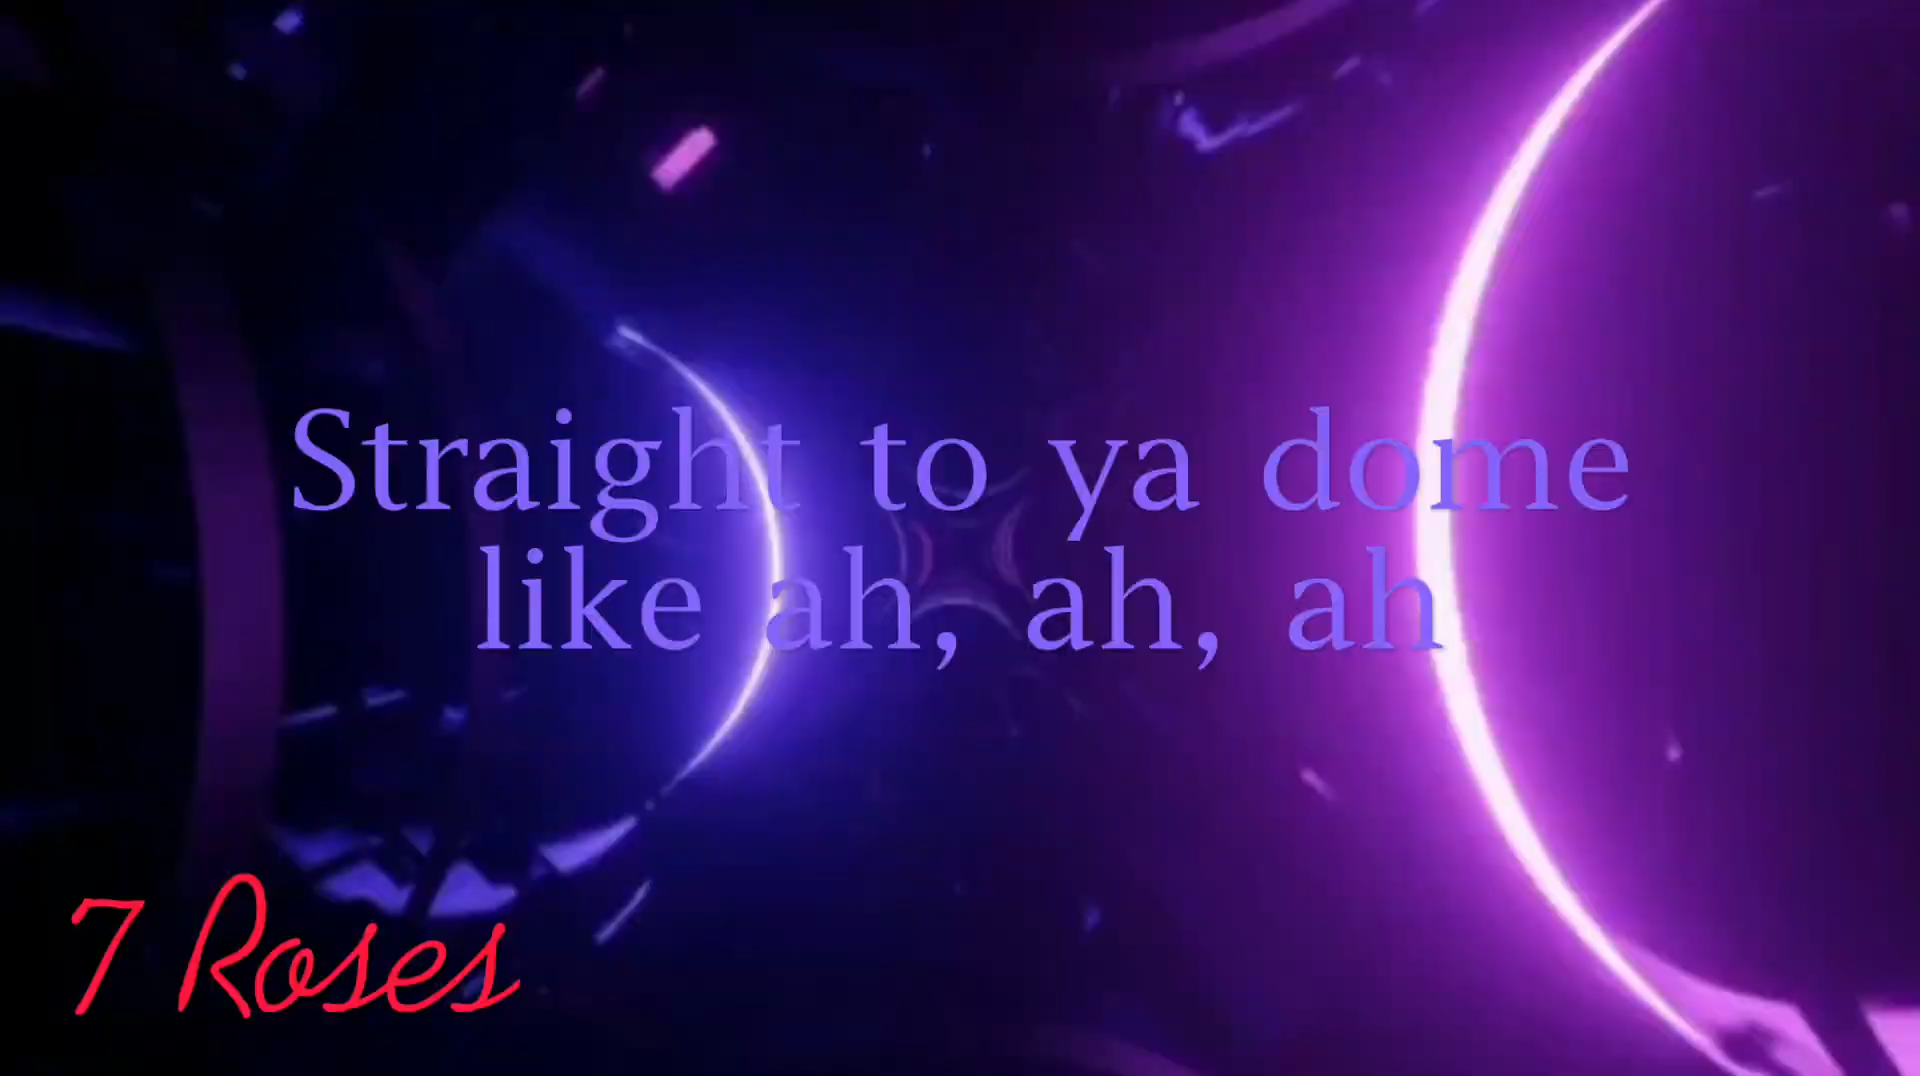 Straight to ya dome
like ah, ah, ah
7 Roses